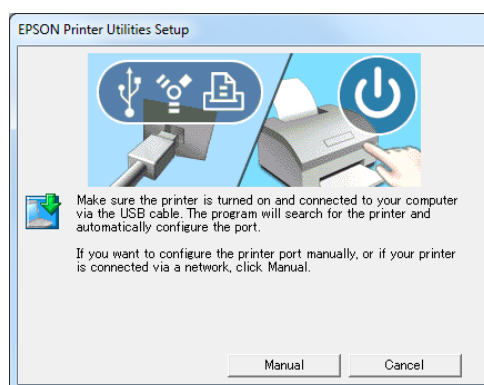 EPSON Printer Utilities Setup
Make sure the printer is turned on and connected to your computer
via the USB cable. The program will search for the printer and
automatically configure the port.
If you want to configure the printer port manually, or if your printer
is connected via a network, click Manual.
Manual
Cancel